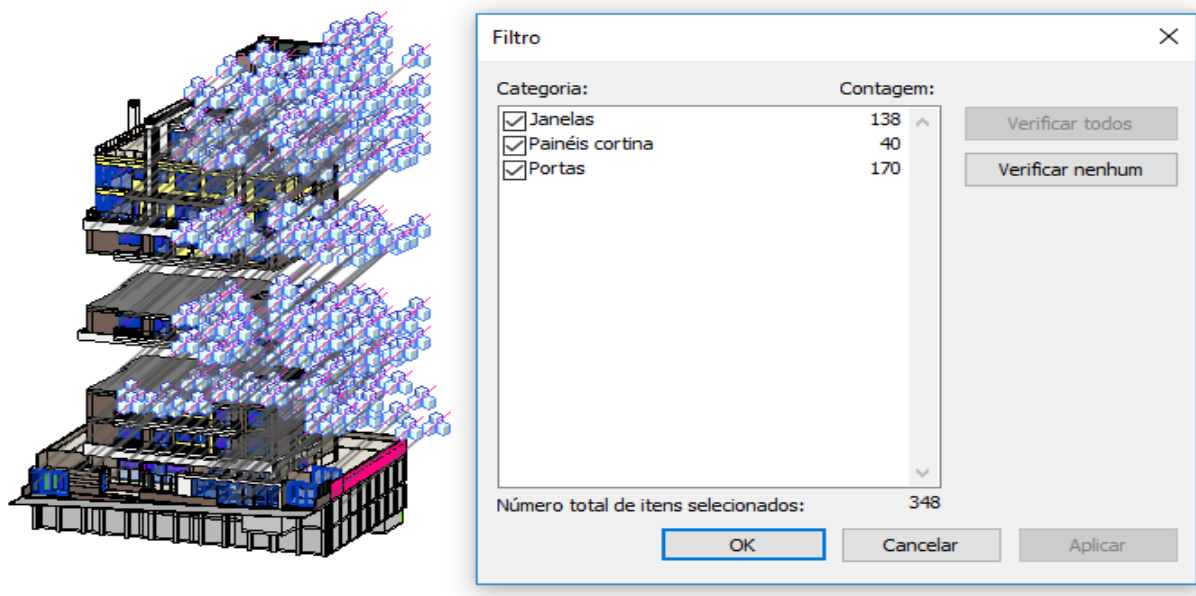 Filtro
Categoria: Contagem:
Janelas 138
Painéis cortina 40
Portas 170
Verificar todos
Verificar nenhum
Número total de itens selecionados: 348
OK Cancelar Aplicar